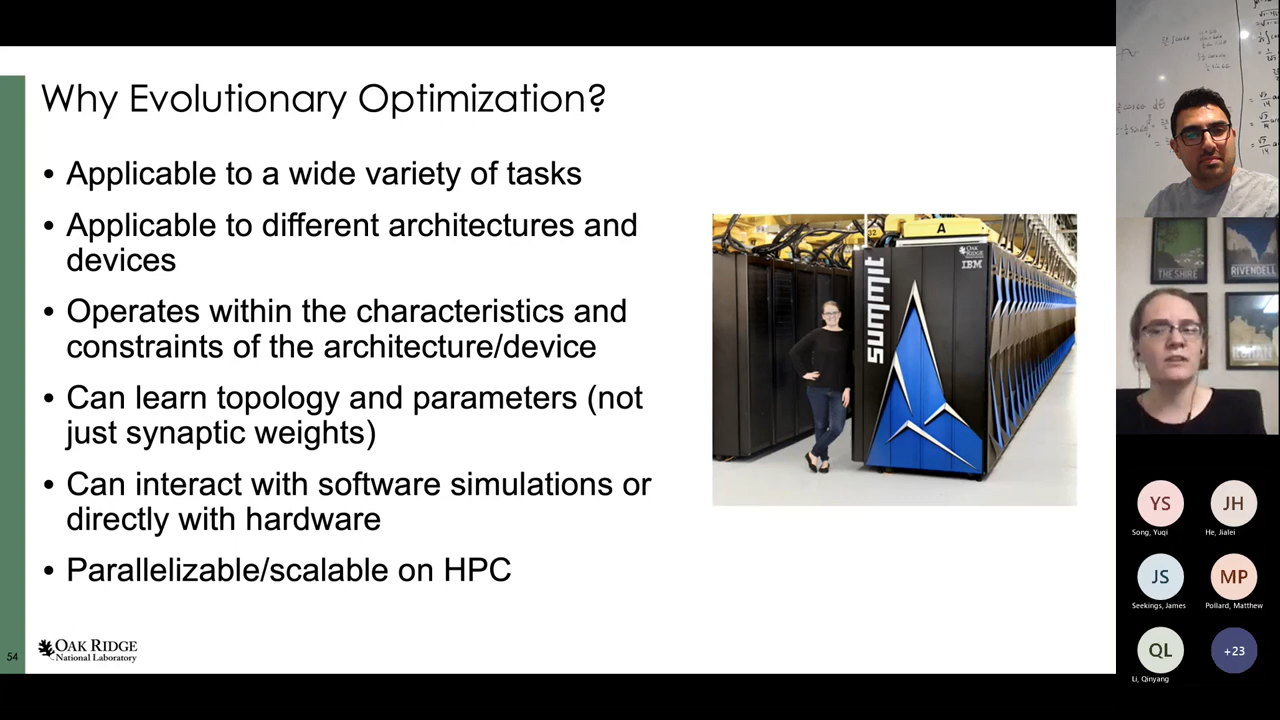 Why Evolutionary Optimization?
• Applicable to a wide variety of tasks
• Applicable to different architectures and
devices
• Operates within the characteristics and
constraints of the architecture/device
• Can learn topology and parameters (not
just synaptic weights)
• Can interact with software simulations or
directly with hardware
• Parallelizable/scalable on HPC
54
OAK RIDGE
National Laboratory
A
OAK RIDGE
IBM
summit
THE SHIRE
RIVENDELL
ROHAN
YS
JH
Song, Yuqi
He, Jialei
JS
MP
Seekings, James
Pollard, Matthew
QL
+23
Li, Qinyang